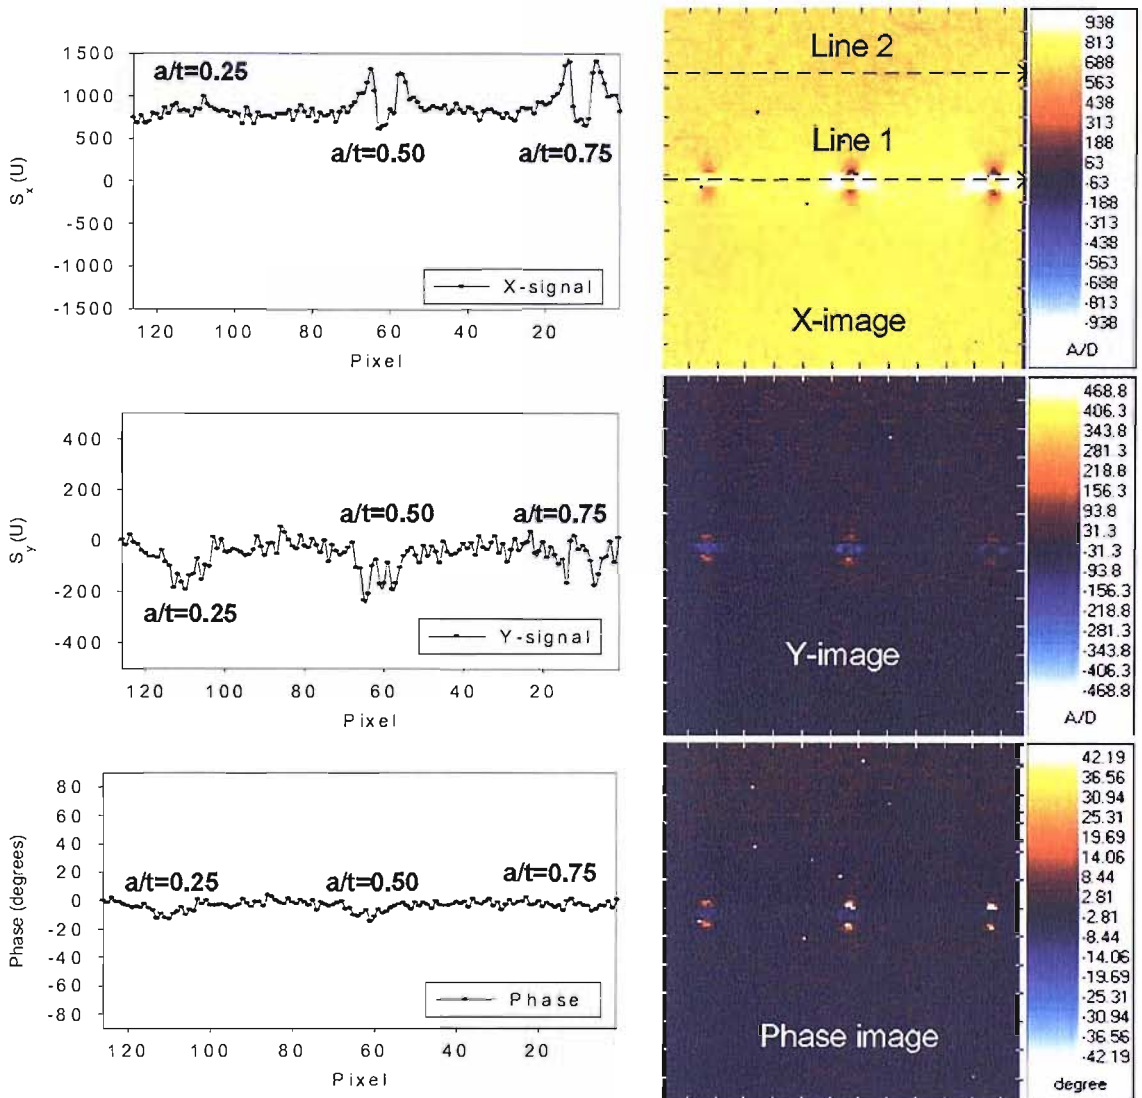 1500
1000
500
0
-500
-1000
-1500
S_x (U)
a/t=0.25
a/t=0.50
a/t=0.75
X-signal
120 100 80 60 40 20
Pixel
Line 2
Line 1
X-image
938
813
688
563
438
313
188
63
-63
-188
-313
-438
-563
-688
-813
-938
A/D
400
200
0
-200
-400
S_y (U)
a/t=0.50
a/t=0.75
a/t=0.25
Y-signal
120 100 80 60 40 20
Pixel
Y-image
468.8
406.3
343.8
281.3
218.8
156.3
93.8
31.3
-31.3
-93.8
-156.3
-218.8
-281.3
-343.8
-406.3
-468.8
A/D
80
60
40
20
0
-20
-40
-60
-80
Phase (degrees)
a/t=0.25
a/t=0.50
a/t=0.75
Phase
120 100 80 60 40 20
Pixel
Phase image
42.19
36.56
30.94
25.31
19.69
14.06
8.44
2.81
-2.81
-8.44
-14.06
-19.69
-25.31
-30.94
-36.56
-42.19
degree